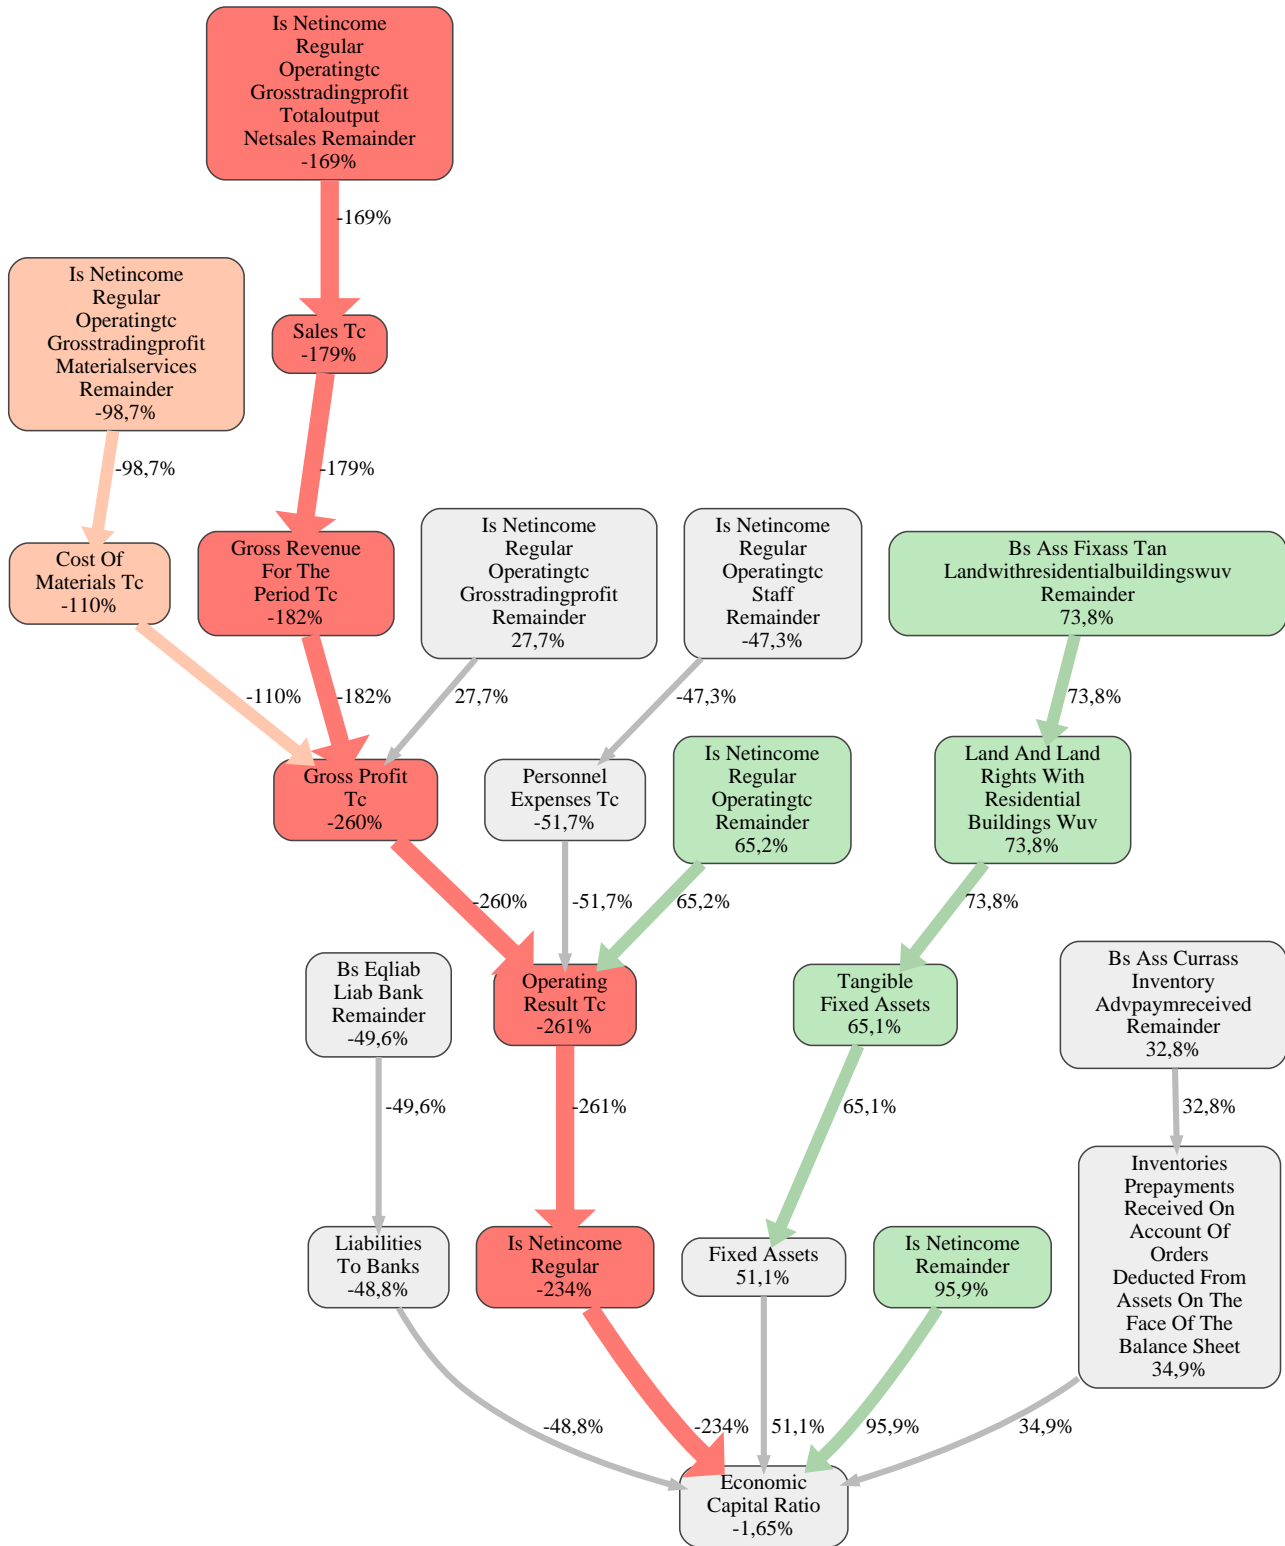 Is Netincome
Regular
Operatingtc
Grosstradingprofit
Totaloutput
Netsales Remainder
-169%
-169%
Is Netincome
Regular
Operatingtc
Grosstradingprofit
Materialservices
Remainder
-98,7%
Sales Tc
-179%
-98,7%
-179%
Cost Of
Materials Tc
-110%
Gross Revenue
For The
Period Tc
-182%
Is Netincome
Regular
Operatingtc
Grosstradingprofit
Remainder
27,7%
Is Netincome
Regular
Operatingtc
Staff
Remainder
-47,3%
Bs Ass Fixass Tan
Landwithresidentialbuildingswuv
Remainder
73,8%
-110%
-182%
27,7%
-47,3%
73,8%
Gross Profit
Tc
-260%
Personnel
Expenses Tc
-51,7%
Is Netincome
Regular
Operatingtc
Remainder
65,2%
Land And Land
Rights With
Residential
Buildings Wuv
73,8%
-260%
-51,7%
65,2%
73,8%
Bs Eqliab
Liab Bank
Remainder
-49,6%
Operating
Result Tc
-261%
Tangible
Fixed Assets
65,1%
Bs Ass Currass
Inventory
Advpaymreceived
Remainder
32,8%
-49,6%
-261%
65,1%
32,8%
Liabilities
To Banks
-48,8%
Is Netincome
Regular
-234%
Fixed Assets
51,1%
Is Netincome
Remainder
95,9%
Inventories
Prepayments
Received On
Account Of
Orders
Deducted From
Assets On The
Face Of The
Balance Sheet
34,9%
-48,8%
-234%
51,1%
95,9%
34,9%
Economic
Capital Ratio
-1,65%